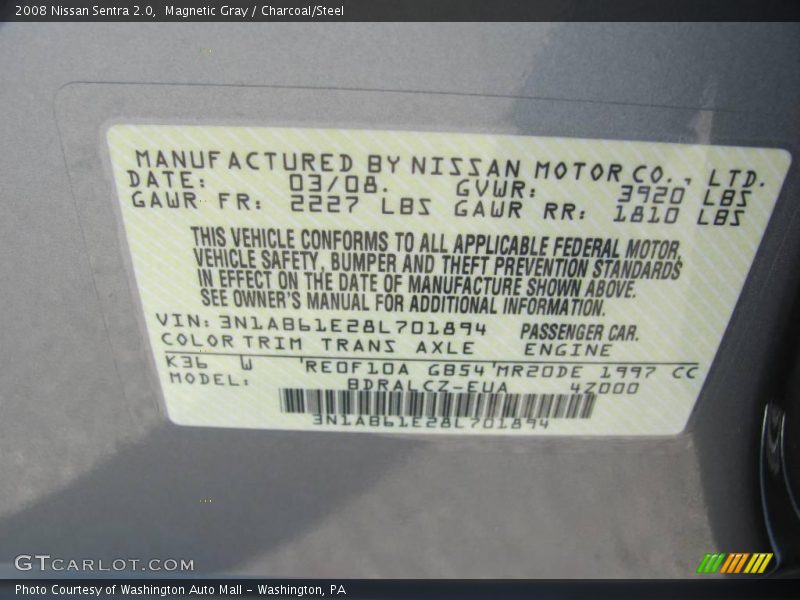 2008 Nissan Sentra 2.0, Magnetic Gray / Charcoal/Steel
MANUFACTURED BY NISSAN MOTOR CO., LTD.
DATE: 03/08. GVWR: 3920 LBS
GAWR FR: 2227 LBS GAWR RR: 1810 LBS
THIS VEHICLE CONFORMS TO ALL APPLICABLE FEDERAL MOTOR,
VEHICLE SAFETY, BUMPER AND THEFT PREVENTION STANDARDS
IN EFFECT ON THE DATE OF MANUFACTURE SHOWN ABOVE.
SEE OWNER'S MANUAL FOR ADDITIONAL INFORMATION.
VIN: 3N1AB61E28L701894 PASSENGER CAR.
COLOR TRIM TRANS AXLE ENGINE
K36 W RE0F10A GB54 MR20DE 1997 CC
MODEL: BDRALCZ-EUA 4Z000
3N1AB61E28L701894
GTCARLOT.COM
Photo Courtesy of Washington Auto Mall - Washington, PA